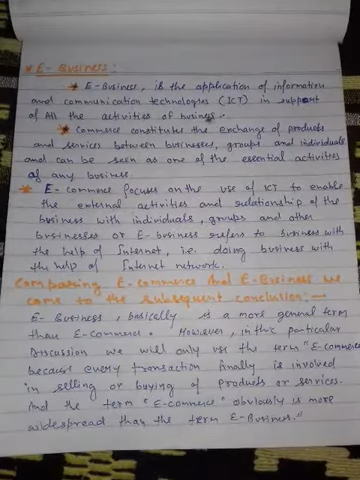 * E- Business:
* E-Business, is the application of information
and communication technologies (ICT) in support
of all the activities of business.
* Commerce constitutes the exchange of products
and services between businesses, groups and individuals
and can be seen as one of the essential activities
of any business.
* E-commerce focuses on the use of ICT to enable
the external activities and relationship of the
business with individuals, groups and other
businesses or E-business refers to business with
the help of Internet, i.e. doing business with
the help of Internet network.
Comparing E-commerce And E-Business we
come to the subsequent conclusion:-
E- Business, basically is a more general term
than E-commerce. However, in this particular
Discussion we will only use the term "E-commerce
because every transaction finally is involved
in selling or buying of products or services.
And the term "E-commerce" obviously is more
widespread than the term E-Business."